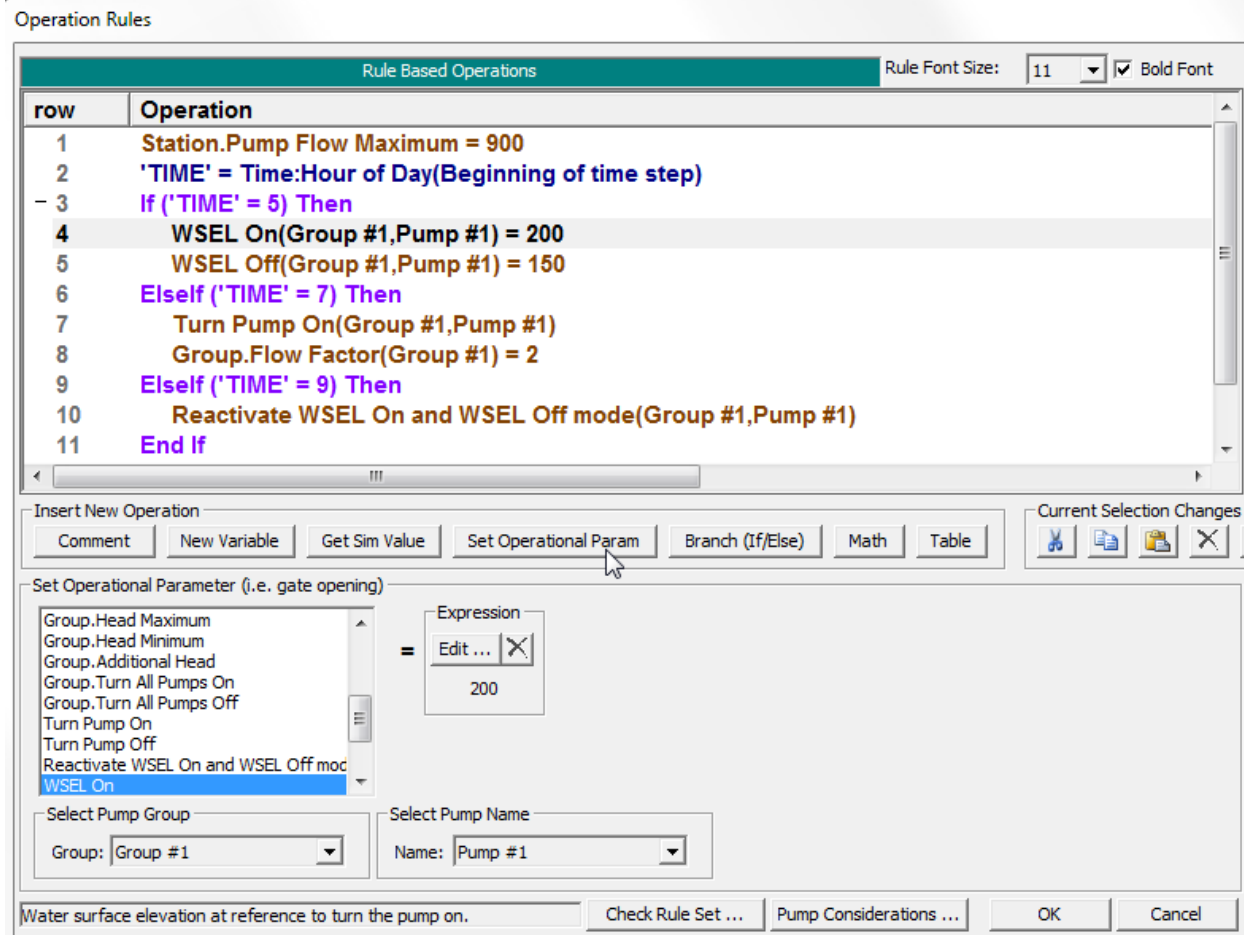 Operation Rules
Rule Based Operations Rule Font Size: 11 Bold Font
row Operation
1 Station.Pump Flow Maximum = 900
2 'TIME' = Time:Hour of Day(Beginning of time step)
3 If ('TIME' = 5) Then
4 WSEL On(Group #1,Pump #1) = 200
5 WSEL Off(Group #1,Pump #1) = 150
6 ElseIf ('TIME' = 7) Then
7 Turn Pump On(Group #1,Pump #1)
8 Group.Flow Factor(Group #1) = 2
9 ElseIf ('TIME' = 9) Then
10 Reactivate WSEL On and WSEL Off mode(Group #1,Pump #1)
11 End If
Insert New Operation Current Selection Changes
Comment New Variable Get Sim Value Set Operational Param Branch (If/Else) Math Table
Set Operational Parameter (i.e. gate opening)
Group.Head Maximum
Group.Head Minimum
Group.Additional Head
Group.Turn All Pumps On
Group.Turn All Pumps Off
Turn Pump On
Turn Pump Off
Reactivate WSEL On and WSEL Off mod
WSEL On
= Expression
Edit ...
200
Select Pump Group Select Pump Name
Group: Group #1 Name: Pump #1
Water surface elevation at reference to turn the pump on. Check Rule Set ... Pump Considerations ... OK Cancel